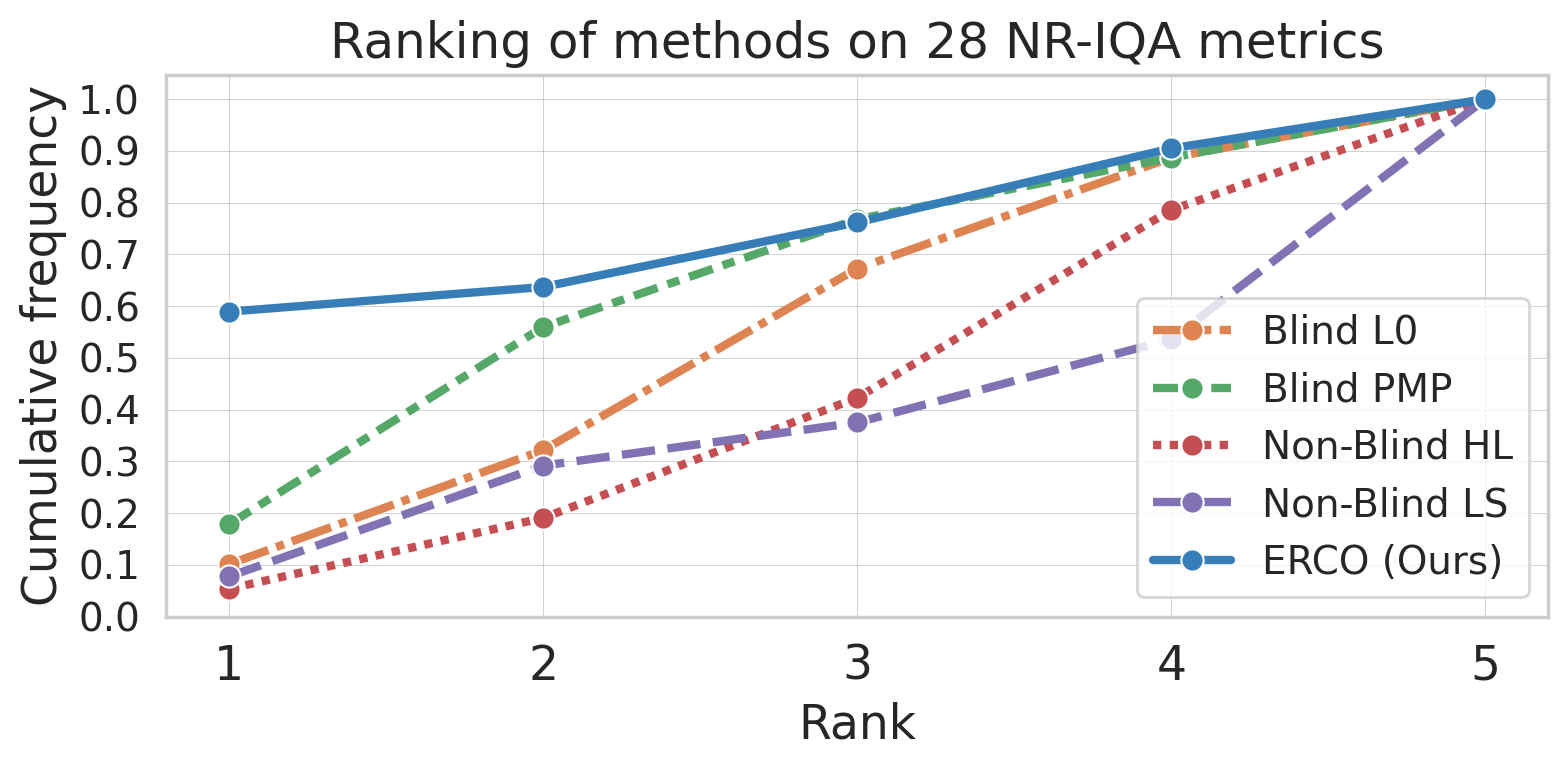 Ranking of methods on 28 NR-IQA metrics
Cumulative frequency
1.0
0.9
0.8
0.7
0.6
0.5
0.4
0.3
0.2
0.1
0.0
Blind L0
Blind PMP
Non-Blind HL
Non-Blind LS
ERCO (Ours)
1 2 3 4 5
Rank